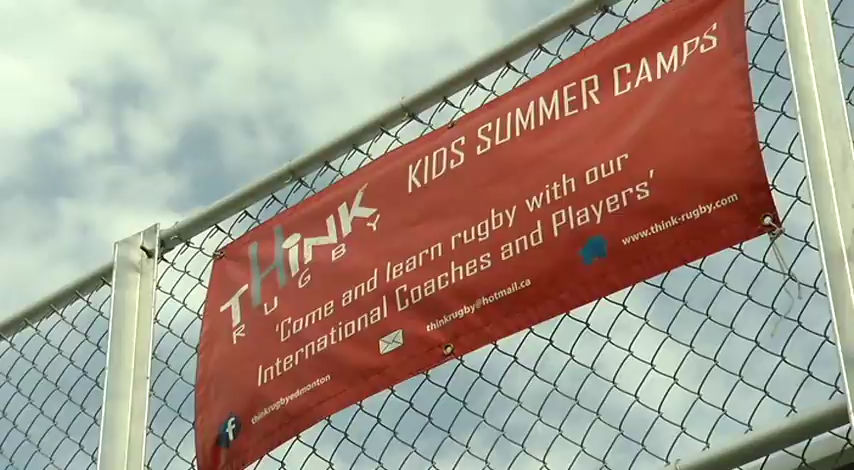 THiNK
RUGBY
KIDS SUMMER CAMPS
'Come and learn rugby with our
International Coaches and Players'
thinkrugbyedmonton
thinkrugby@hotmail.ca
www.think-rugby.com